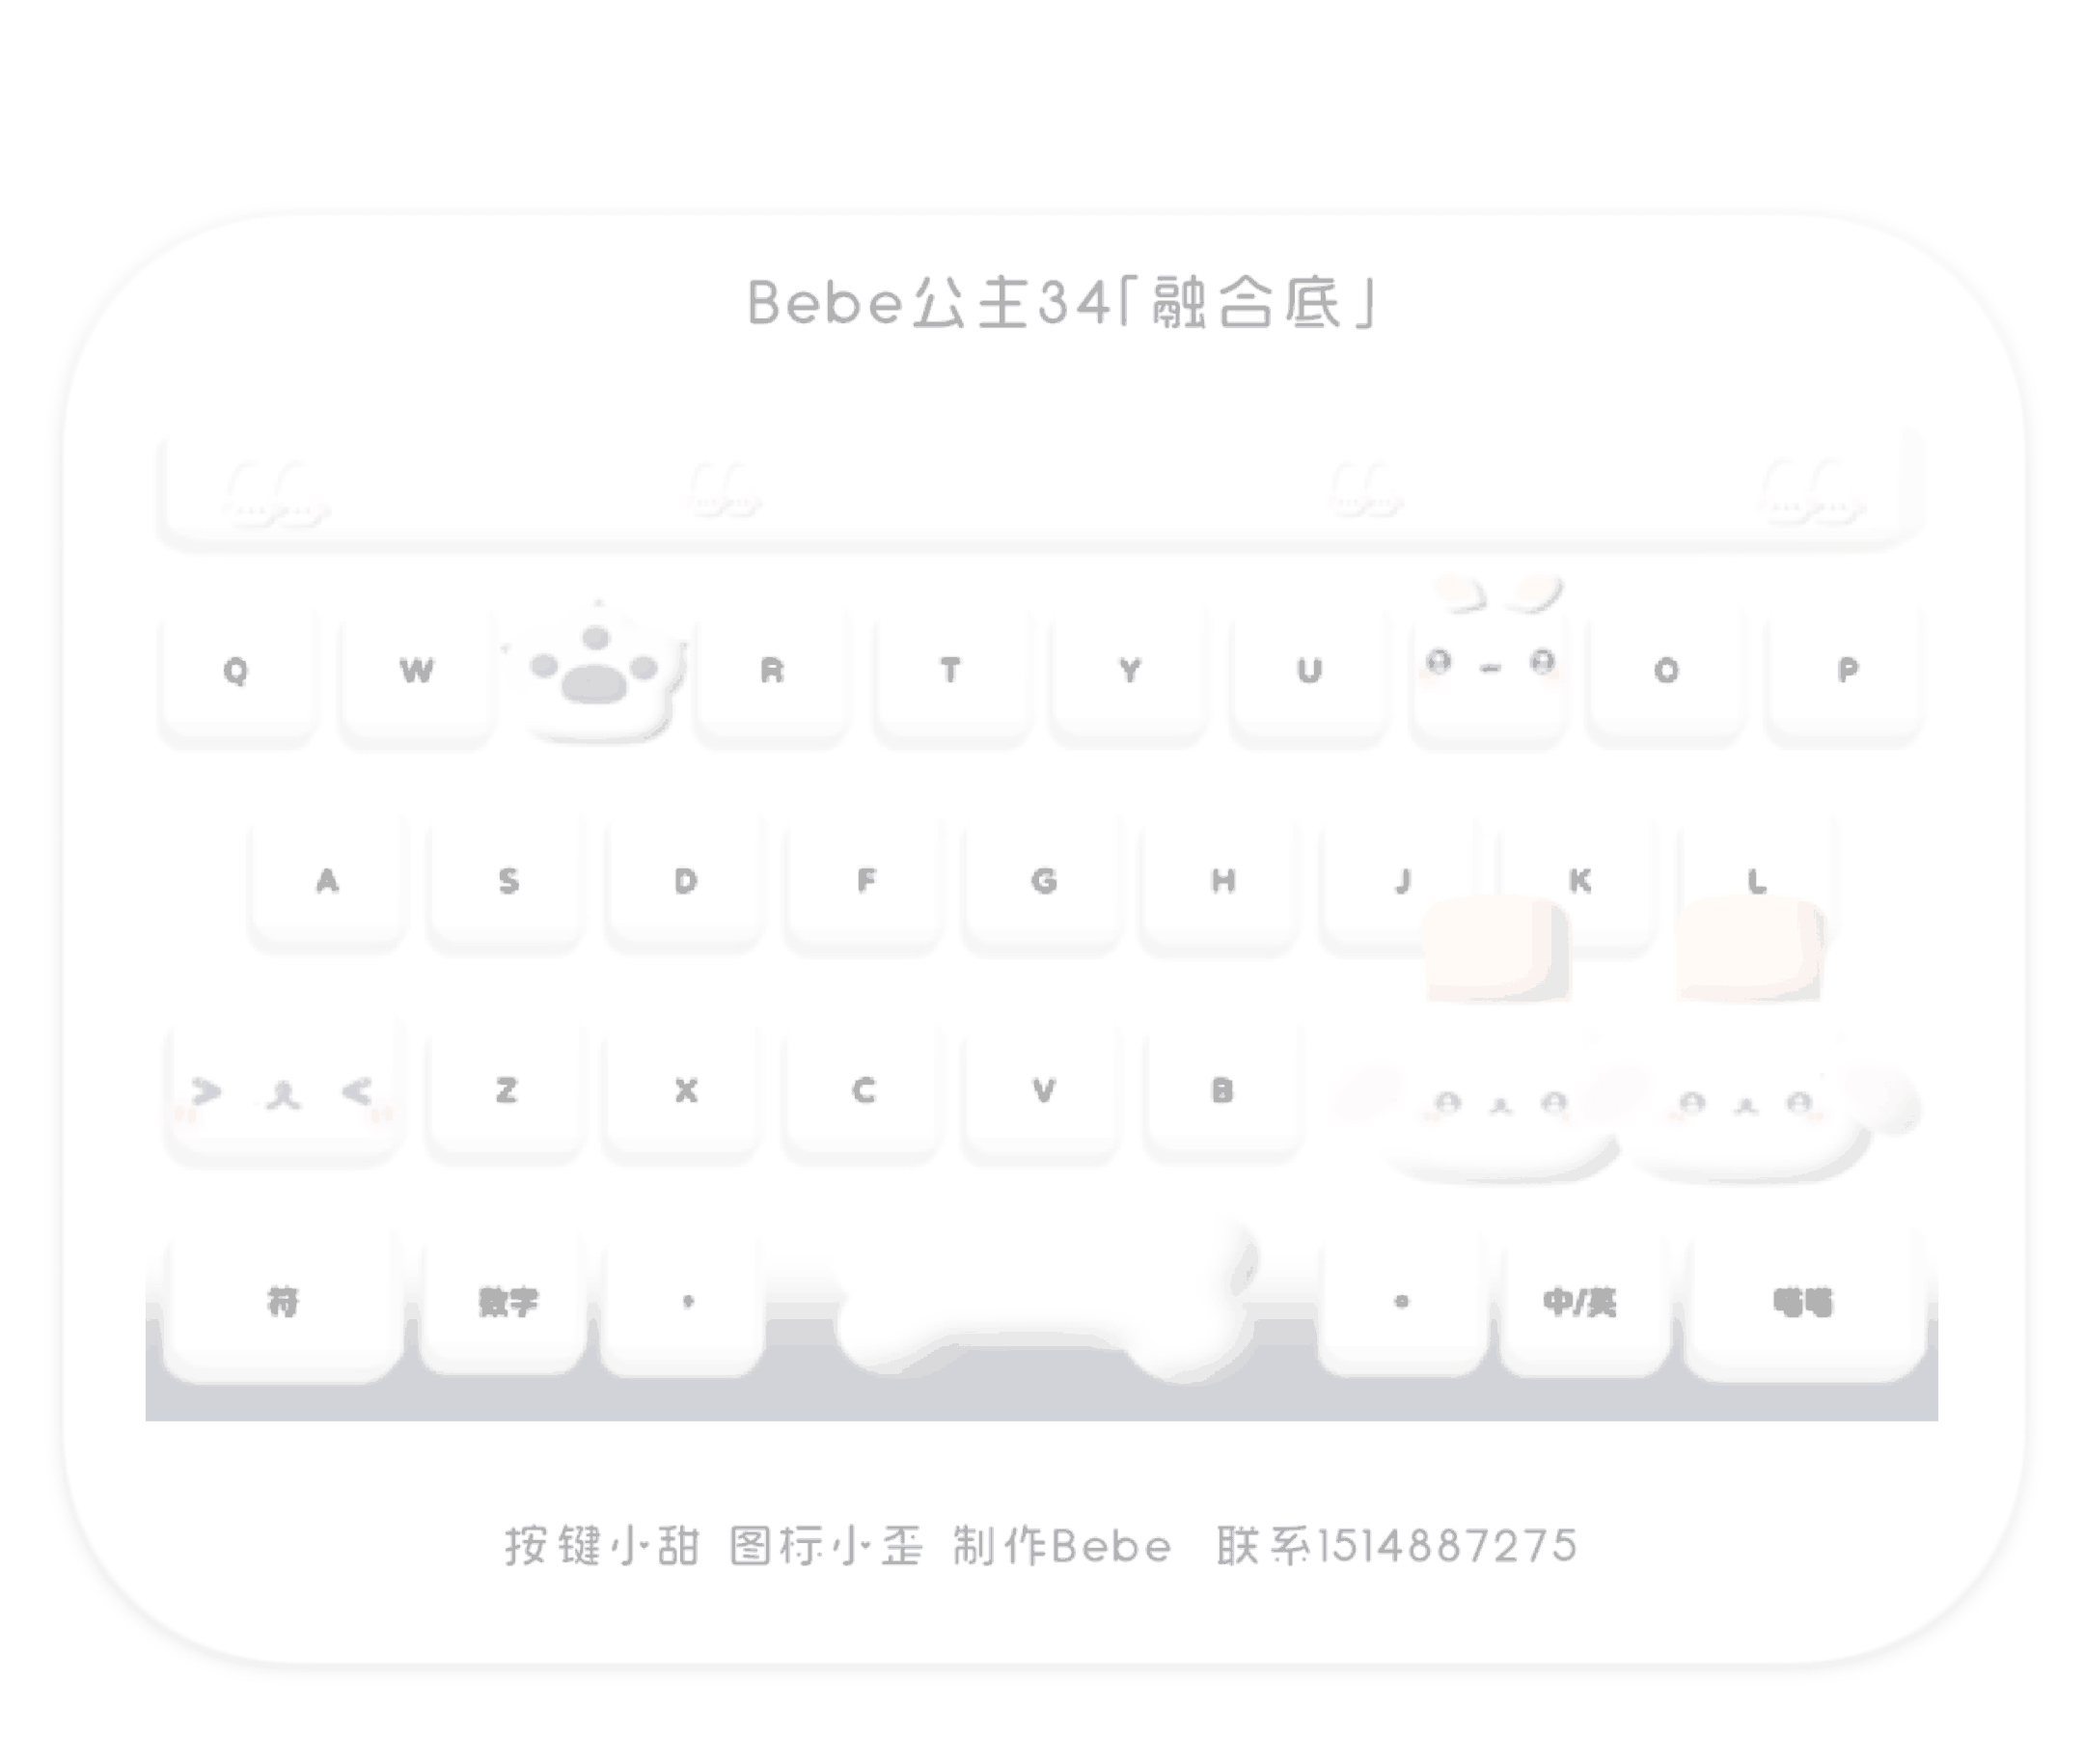 Bebe公主34「融合底」
Q W R T Y U O P
A S D F G H J K L
Z X C V B
符 数字 中/英 喵喵
按键小甜 图标小歪 制作Bebe 联系1514887275